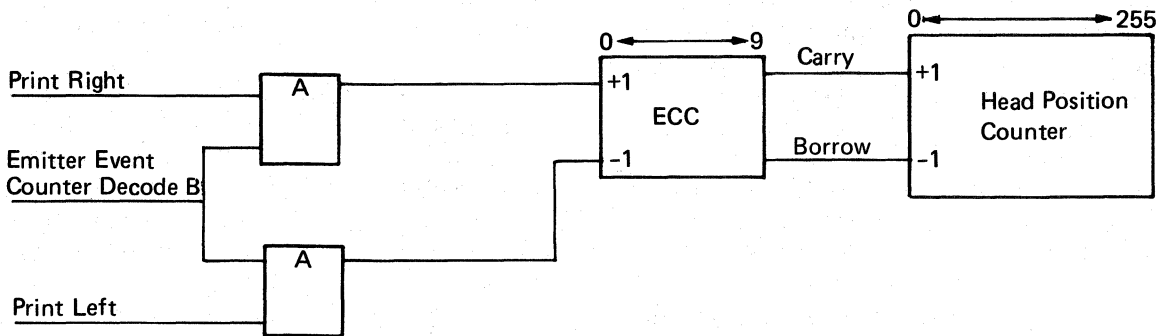 Print Right
Emitter Event
Counter Decode B
Print Left
A
A
0 9
+1
ECC
-1
Carry
Borrow
0 255
+1
Head Position
Counter
-1